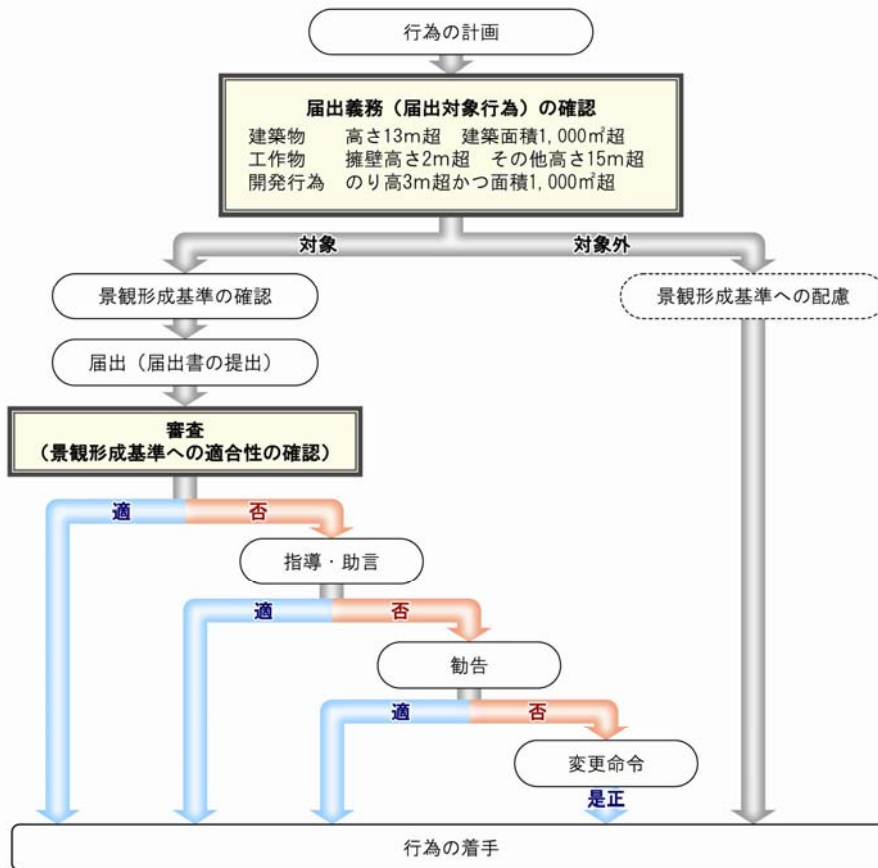 行為の計画
届出義務（届出対象行為）の確認
建築物　高さ13m超　建築面積1,000㎡超
工作物　擁壁高さ2m超　その他高さ15m超
開発行為　のり高3m超かつ面積1,000㎡超
対象
対象外
景観形成基準の確認
景観形成基準への配慮
届出（届出書の提出）
審査
（景観形成基準への適合性の確認）
適
否
指導・助言
適
否
勧告
適
否
変更命令
是正
行為の着手